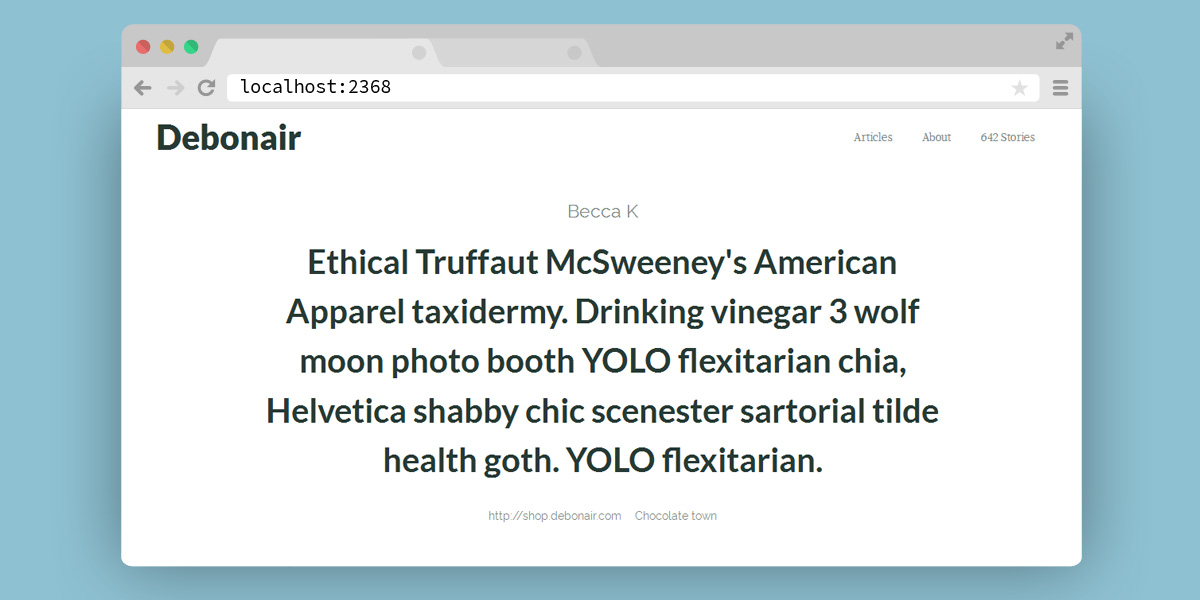 localhost:2368
Debonair
Articles About 642 Stories
Becca K
Ethical Truffaut McSweeney's American
Apparel taxidermy. Drinking vinegar 3 wolf
moon photo booth YOLO flexitarian chia,
Helvetica shabby chic scenester sartorial tilde
health goth. YOLO flexitarian.
http://shop.debonair.com Chocolate town